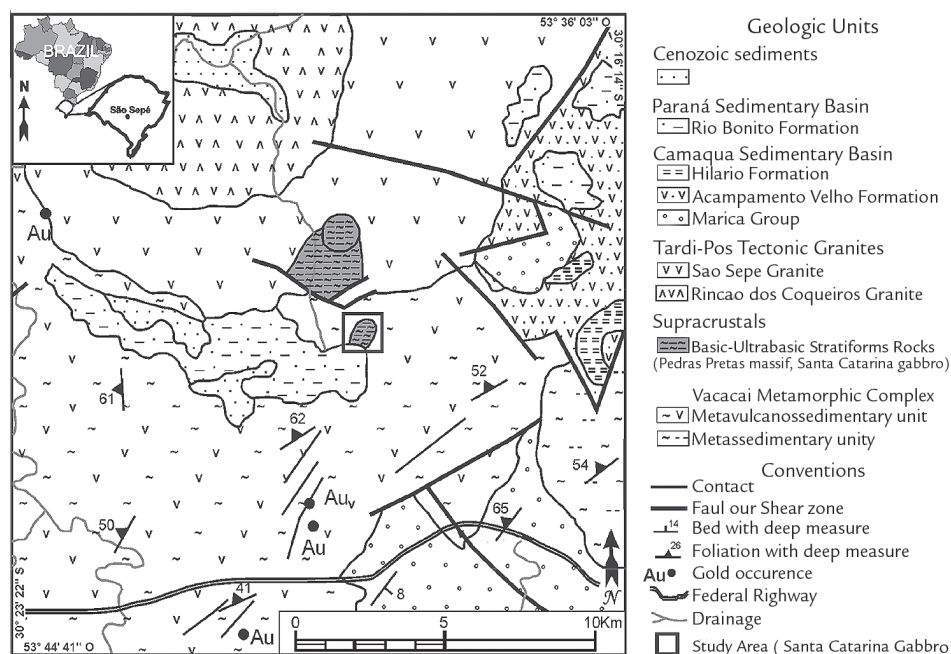 53° 36' 03'' O
30° 16' 14'' S
BRAZIL
N
São Sepé
Au
61
62
52
54
Au
Au
65
50
41
8
Au
N
30° 23' 22'' S
53° 44' 41'' O
0 5 10Km
Geologic Units
Cenozoic sediments
Paraná Sedimentary Basin
Rio Bonito Formation
Camaqua Sedimentary Basin
Hilario Formation
Acampamento Velho Formation
Marica Group
Tardi-Pos Tectonic Granites
Sao Sepe Granite
Rincao dos Coqueiros Granite
Supracrustals
Basic-Ultrabasic Stratiforms Rocks
(Pedras Pretas massif, Santa Catarina gabbro)
Vacacai Metamorphic Complex
Metavulcanossedimentary unit
Metassedimentary unity
Conventions
Contact
Faul our Shear zone
14 Bed with deep measure
26 Foliation with deep measure
Au Gold occurence
Federal Righway
Drainage
Study Area ( Santa Catarina Gabbro